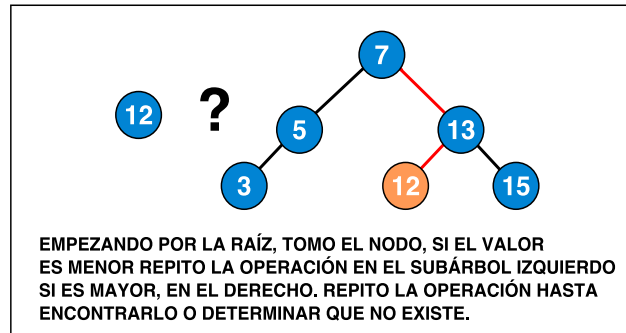 7
12 ?
5 13
3 12 15
EMPEZANDO POR LA RAÍZ, TOMO EL NODO, SI EL VALOR
ES MENOR REPITO LA OPERACIÓN EN EL SUBÁRBOL IZQUIERDO
SI ES MAYOR, EN EL DERECHO. REPITO LA OPERACIÓN HASTA
ENCONTRARLO O DETERMINAR QUE NO EXISTE.